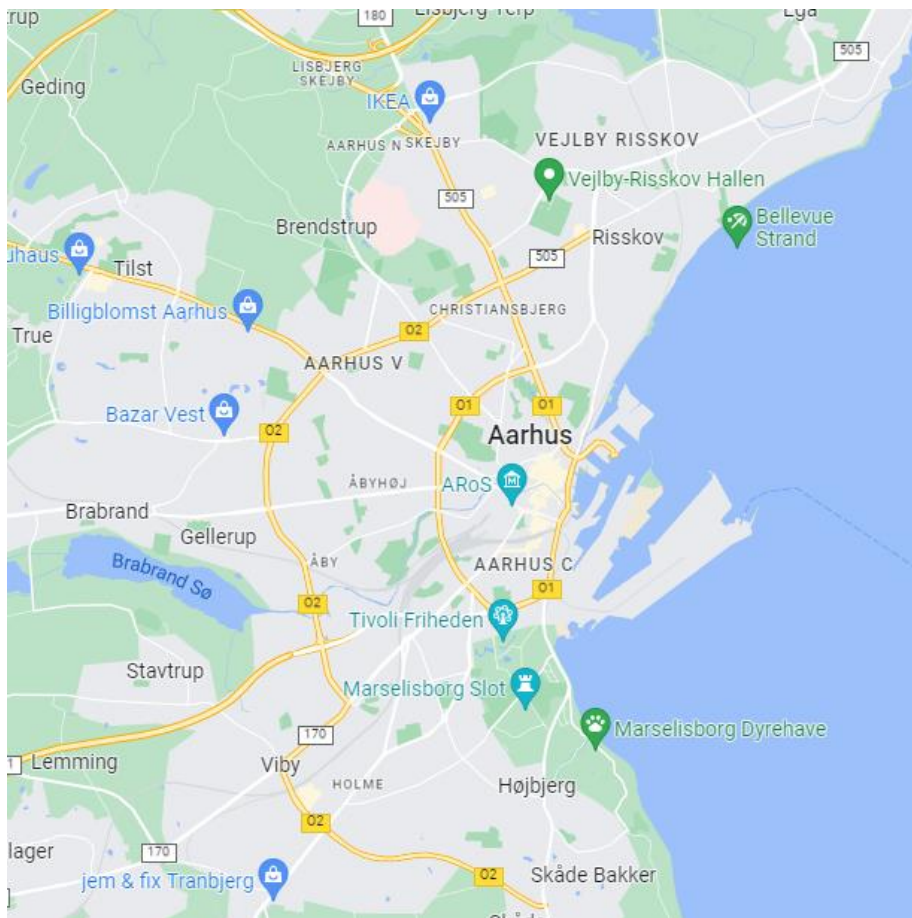 180
Lisbjerg Terp
Egå
505
Geding
LISBJERG
SKEJBY
IKEA
AARHUS N
SKEJBY
VEJLBY RISSKOV
505
Vejlby-Risskov Hallen
Brendstrup
Risskov
Bellevue
Strand
505
Tilst
Billigblomst Aarhus
CHRISTIANSBJERG
True
O2
AARHUS V
Bazar Vest
O1
O1
O2
Aarhus
ÅBYHØJ
ARoS
Brabrand
Gellerup
ÅBY
AARHUS C
Brabrand Sø
O1
O2
Tivoli Friheden
Stavtrup
Marselisborg Slot
170
Marselisborg Dyrehave
Lemming
Viby
HOLME
Højbjerg
O2
170
O2
jem & fix Tranbjerg
Skåde Bakker